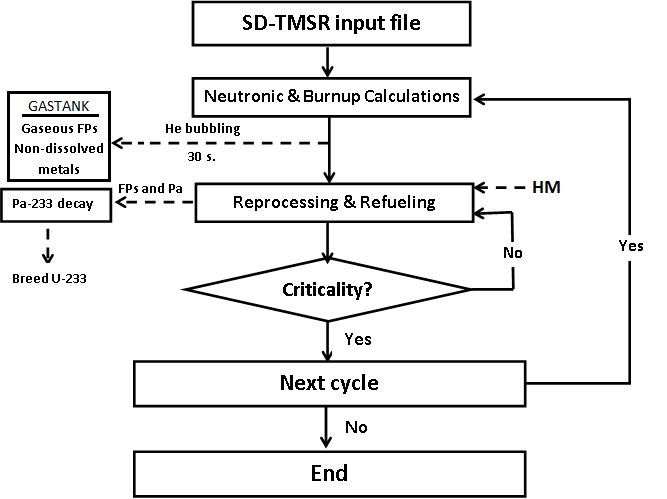 SD-TMSR input file
Neutronic & Burnup Calculations
GASTANK
Gaseous FPs
Non-dissolved
metals
He bubbling
30 s.
Reprocessing & Refueling
HM
FPs and Pa
Pa-233 decay
Breed U-233
No
Yes
Criticality?
Yes
Next cycle
No
End